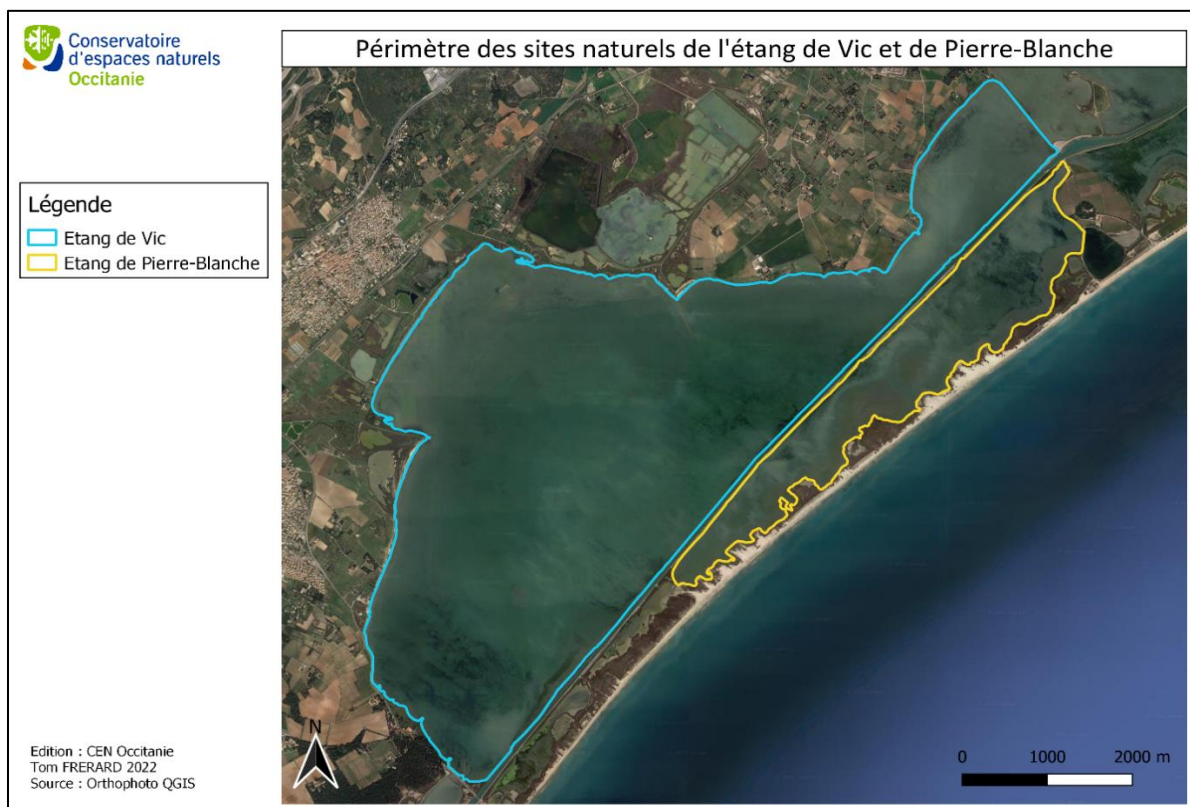 Conservatoire
d'espaces naturels
Occitanie
Périmètre des sites naturels de l'étang de Vic et de Pierre-Blanche
Légende
Etang de Vic
Etang de Pierre-Blanche
N
Edition : CEN Occitanie
Tom FRERARD 2022
Source : Orthophoto QGIS
0 1000 2000 m